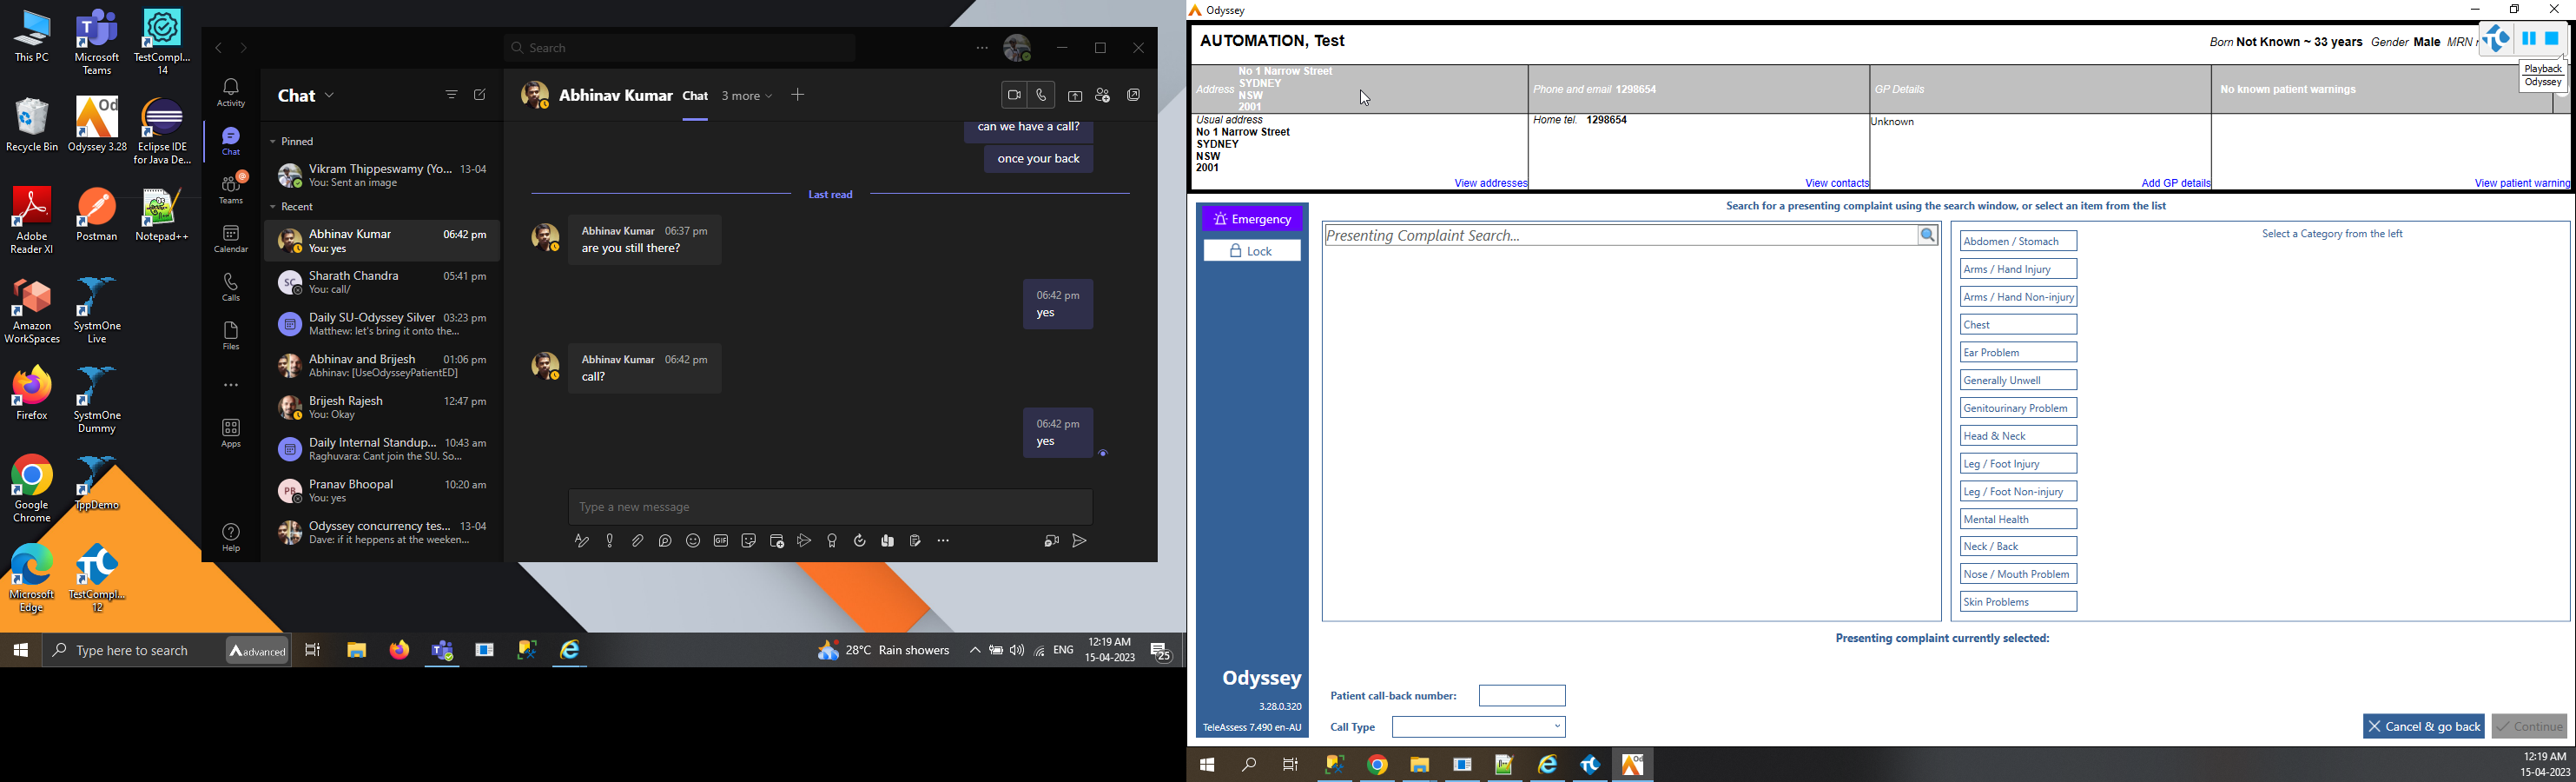 This PC
Microsoft
Teams
TestCompl...
14
Recycle Bin
Odyssey 3.28
Eclipse IDE
for Java De...
Adobe
Reader XI
Postman
Notepad++
Amazon
WorkSpaces
SystmOne
Live
Firefox
SystmOne
Dummy
Google
Chrome
TppDemo
Microsoft
Edge
TestCompl...
12
Search
Activity
Chat
Teams
Calendar
Calls
Files
Apps
Help
Chat
Pinned
Vikram Thippeswamy (Yo... 13-04
You: Sent an image
Recent
Abhinav Kumar 06:42 pm
You: yes
SC
Sharath Chandra 05:41 pm
You: call/
Daily SU-Odyssey Silver 03:23 pm
Matthew: let's bring it onto the...
Abhinav and Brijesh 01:06 pm
Abhinav: [UseOdysseyPatientED]
Brijesh Rajesh 12:47 pm
You: Okay
Daily Internal Standup... 10:43 am
Raghuvara: Cant join the SU. So...
PB
Pranav Bhoopal 10:20 am
You: yes
Odyssey concurrency tes... 13-04
Dave: if it heppens at the weeken...
Abhinav Kumar Chat 3 more
can we have a call?
once your back
Last read
Abhinav Kumar 06:37 pm
are you still there?
06:42 pm
yes
Abhinav Kumar 06:42 pm
call?
06:42 pm
yes
Type a new message
GIF
Type here to search
advanced
28°C Rain showers
ENG
12:19 AM
15-04-2023
25
Odyssey
AUTOMATION, Test
Born Not Known ~ 33 years Gender Male MRN
Playback
Odyssey
Address No 1 Narrow Street
SYDNEY
NSW
2001
Phone and email 1298654
GP Details
No known patient warnings
Usual address
No 1 Narrow Street
SYDNEY
NSW
2001
View addresses
Home tel. 1298654
View contacts
Unknown
Add GP details
View patient warning
Emergency
Lock
Search for a presenting complaint using the search window, or select an item from the list
Presenting Complaint Search...
Abdomen / Stomach
Arms / Hand Injury
Arms / Hand Non-injury
Chest
Ear Problem
Generally Unwell
Genitourinary Problem
Head & Neck
Leg / Foot Injury
Leg / Foot Non-injury
Mental Health
Neck / Back
Nose / Mouth Problem
Skin Problems
Select a Category from the left
Presenting complaint currently selected:
Odyssey
3.28.0.320
TeleAssess 7.490 en-AU
Patient call-back number:
Call Type
Cancel & go back
Continue
12:19 AM
15-04-2023